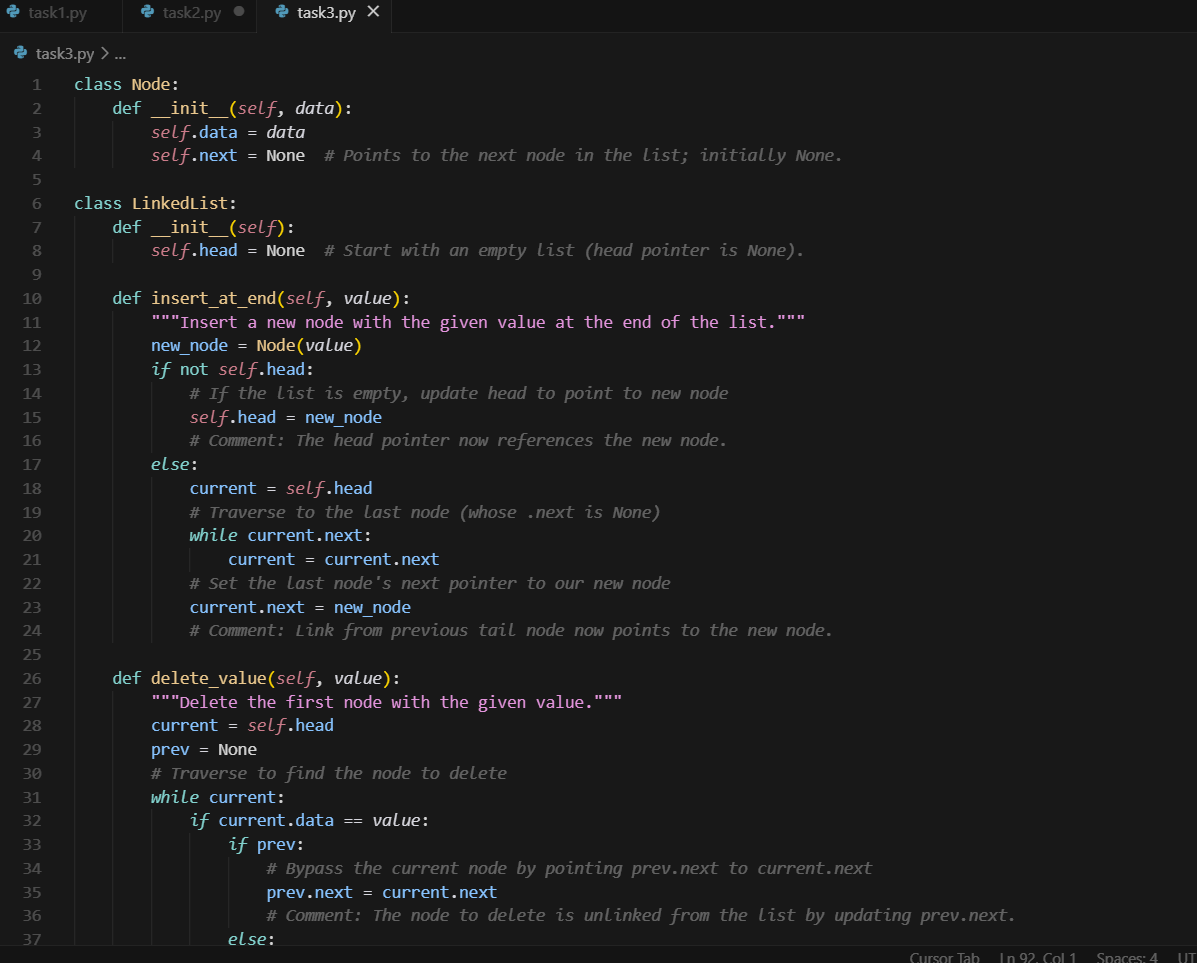 task1.py task2.py task3.py
task3.py > ...
1 class Node:
2     def __init__(self, data):
3         self.data = data
4         self.next = None  # Points to the next node in the list; initially None.
5
6 class LinkedList:
7     def __init__(self):
8         self.head = None  # Start with an empty list (head pointer is None).
9
10     def insert_at_end(self, value):
11         """Insert a new node with the given value at the end of the list."""
12         new_node = Node(value)
13         if not self.head:
14             # If the list is empty, update head to point to new node
15             self.head = new_node
16             # Comment: The head pointer now references the new node.
17         else:
18             current = self.head
19             # Traverse to the last node (whose .next is None)
20             while current.next:
21                 current = current.next
22             # Set the last node's next pointer to our new node
23             current.next = new_node
24             # Comment: Link from previous tail node now points to the new node.
25
26     def delete_value(self, value):
27         """Delete the first node with the given value."""
28         current = self.head
29         prev = None
30         # Traverse to find the node to delete
31         while current:
32             if current.data == value:
33                 if prev:
34                     # Bypass the current node by pointing prev.next to current.next
35                     prev.next = current.next
36                     # Comment: The node to delete is unlinked from the list by updating prev.next.
37                 else:
Cursor Tab Ln 92, Col 1 Spaces: 4 UT